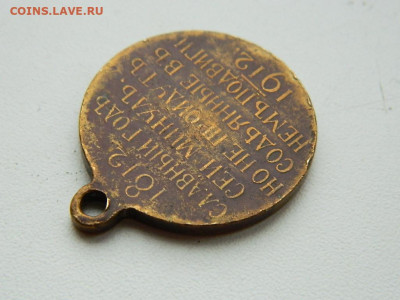 COINS.LAVE.RU
1812
СЛАВНЫЙ ГОДЪ
СЕЙ МИНУЛЪ
НО НЕ ПРОЙДУТЪ
СОДѢЯННЫЕ ВЪ
НЕМЪ ПОДВИГИ
1912.